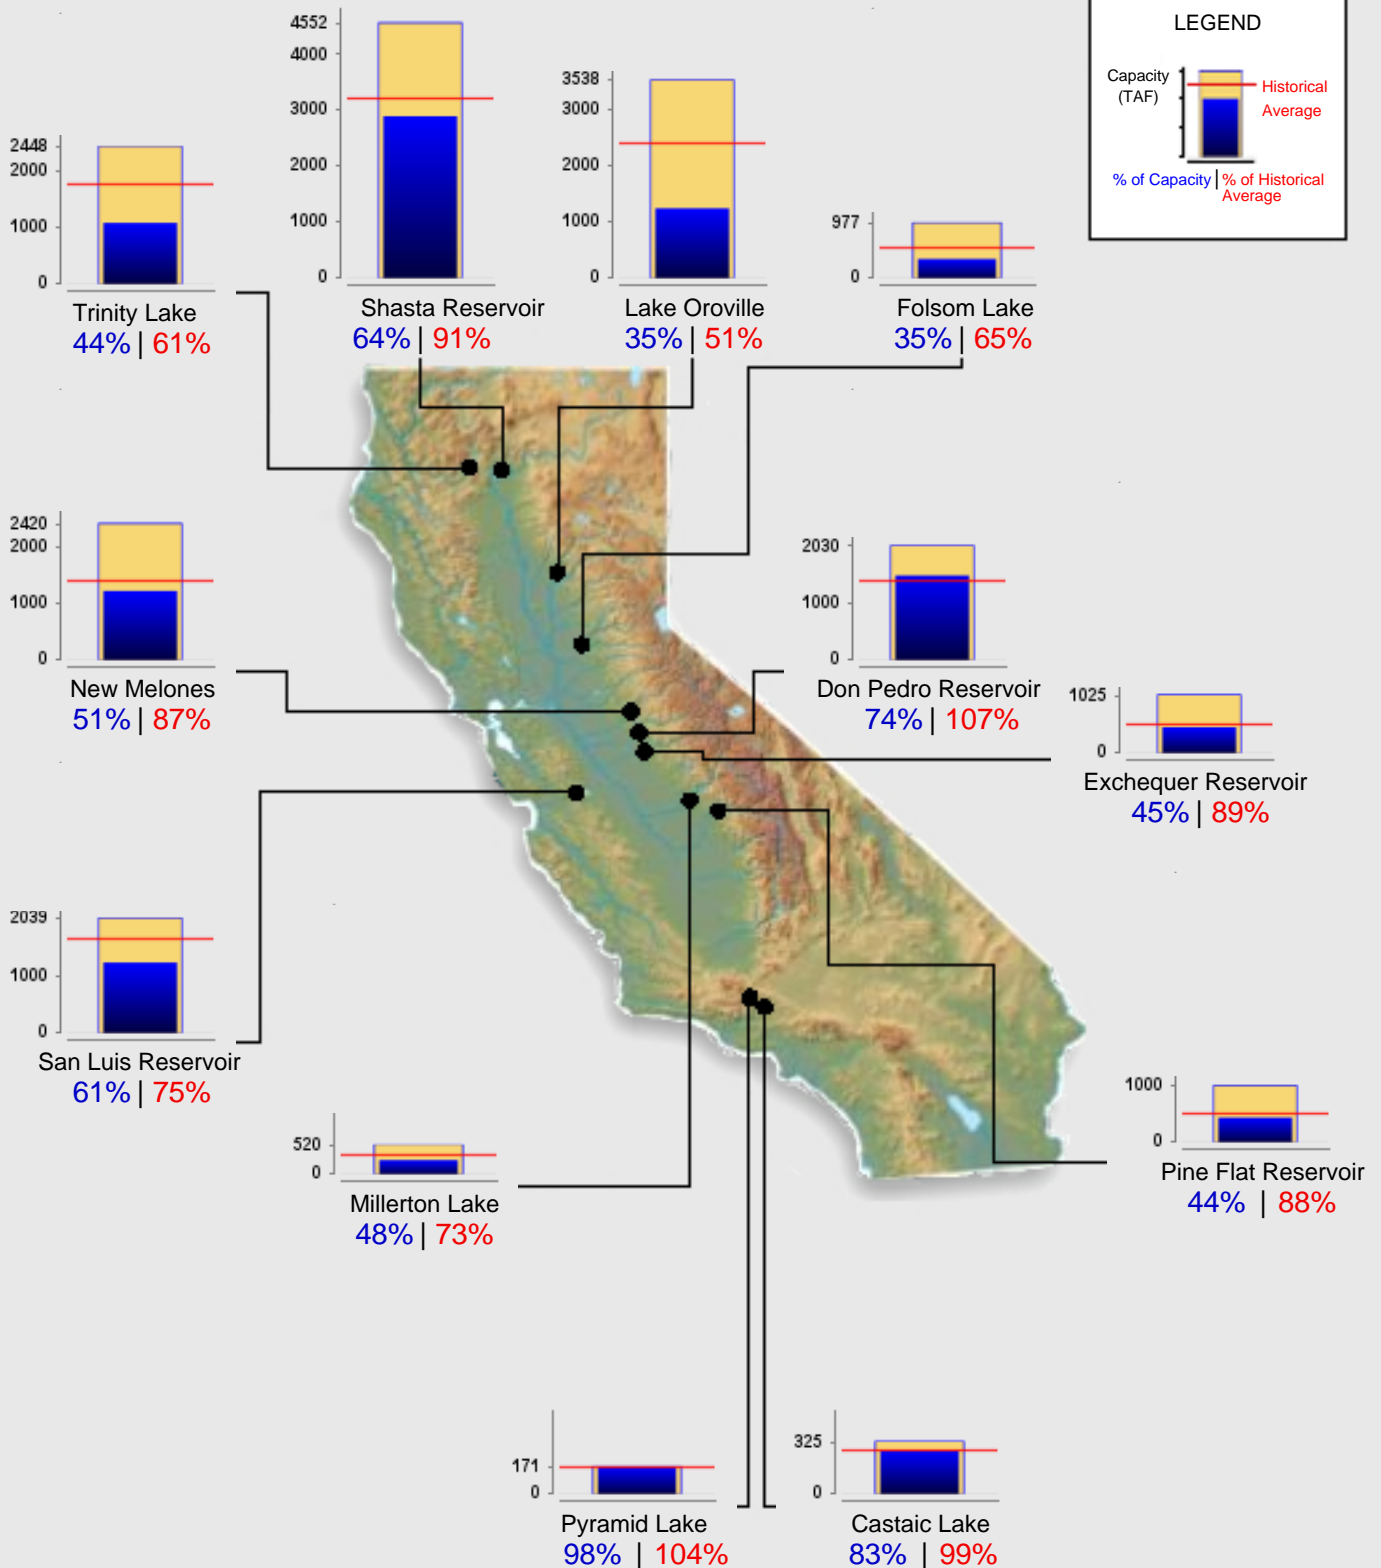 LEGEND
Capacity
(TAF)
Historical
Average
% of Capacity | % of Historical
Average
4552
4000
3000
2000
1000
0
Shasta Reservoir
64% | 91%
3538
3000
2000
1000
0
Lake Oroville
35% | 51%
2448
2000
1000
0
Trinity Lake
44% | 61%
977
0
Folsom Lake
35% | 65%
2420
2000
1000
0
New Melones
51% | 87%
2030
1000
0
Don Pedro Reservoir
74% | 107%
1025
0
Exchequer Reservoir
45% | 89%
2039
1000
0
San Luis Reservoir
61% | 75%
520
0
Millerton Lake
48% | 73%
1000
0
Pine Flat Reservoir
44% | 88%
171
0
Pyramid Lake
98% | 104%
325
0
Castaic Lake
83% | 99%